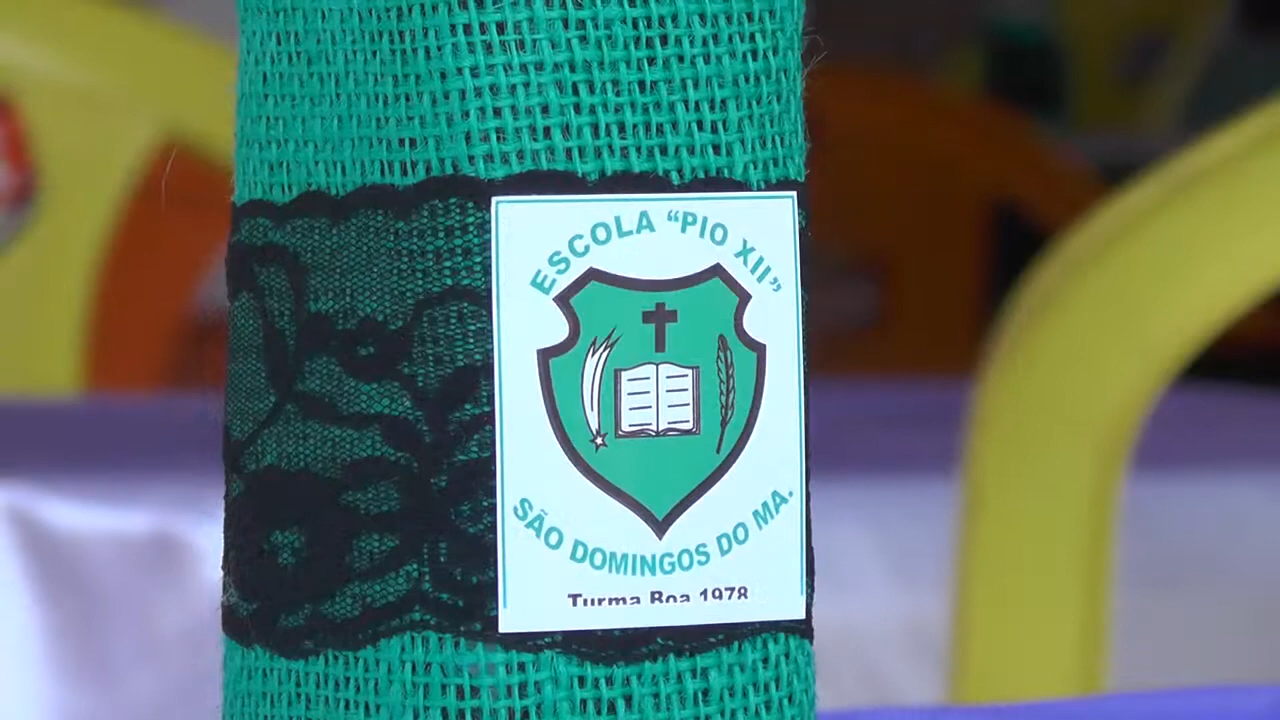 ESCOLA “PIO XII”
SÃO DOMINGOS DO MA.
Turma Boa 1978